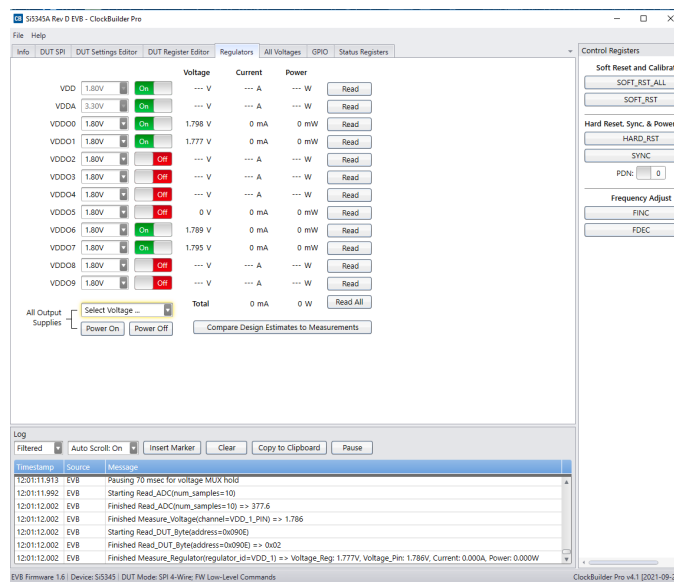 Si5345A Rev D EVB - ClockBuilder Pro
File Help
Info DUT SPI DUT Settings Editor DUT Register Editor Regulators All Voltages GPIO Status Registers
Control Registers
Voltage Current Power
VDD 1.80V On --- V --- A --- W Read
VDDA 3.30V On --- V --- A --- W Read
VDDO0 1.80V On 1.798 V 0 mA 0 mW Read
VDDO1 1.80V On 1.777 V 0 mA 0 mW Read
VDDO2 1.80V Off --- V --- A --- W Read
VDDO3 1.80V Off --- V --- A --- W Read
VDDO4 1.80V Off --- V --- A --- W Read
VDDO5 1.80V Off 0 V 0 mA 0 mW Read
VDDO6 1.80V On 1.789 V 0 mA 0 mW Read
VDDO7 1.80V On 1.795 V 0 mA 0 mW Read
VDDO8 1.80V Off --- V --- A --- W Read
VDDO9 1.80V Off --- V --- A --- W Read
All Output Supplies Select Voltage ... Total 0 mA 0 W Read All
Power On Power Off Compare Design Estimates to Measurements
Soft Reset and Calibrat
SOFT_RST_ALL
SOFT_RST
Hard Reset, Sync, & Power
HARD_RST
SYNC
PDN: 0
Frequency Adjust
FINC
FDEC
Log
Filtered Auto Scroll: On Insert Marker Clear Copy to Clipboard Pause
Timestamp Source Message
12:01:11.913 EVB Pausing 70 msec for voltage MUX hold
12:01:11.992 EVB Starting Read_ADC(num_samples=10)
12:01:12.002 EVB Finished Read_ADC(num_samples=10) => 377.6
12:01:12.002 EVB Finished Measure_Voltage(channel=VDD_1_PIN) => 1.786
12:01:12.002 EVB Starting Read_DUT_Byte(address=0x090E)
12:01:12.002 EVB Finished Read_DUT_Byte(address=0x090E) => 0x02
12:01:12.002 EVB Finished Measure_Regulator(regulator_id=VDD_1) => Voltage_Reg: 1.777V, Voltage_Pin: 1.786V, Current: 0.000A, Power: 0.000W
EVB Firmware 1.6 Device: Si5345 DUT Mode: SPI 4-Wire; FW Low-Level Commands ClockBuilder Pro v4.1 [2021-09-2